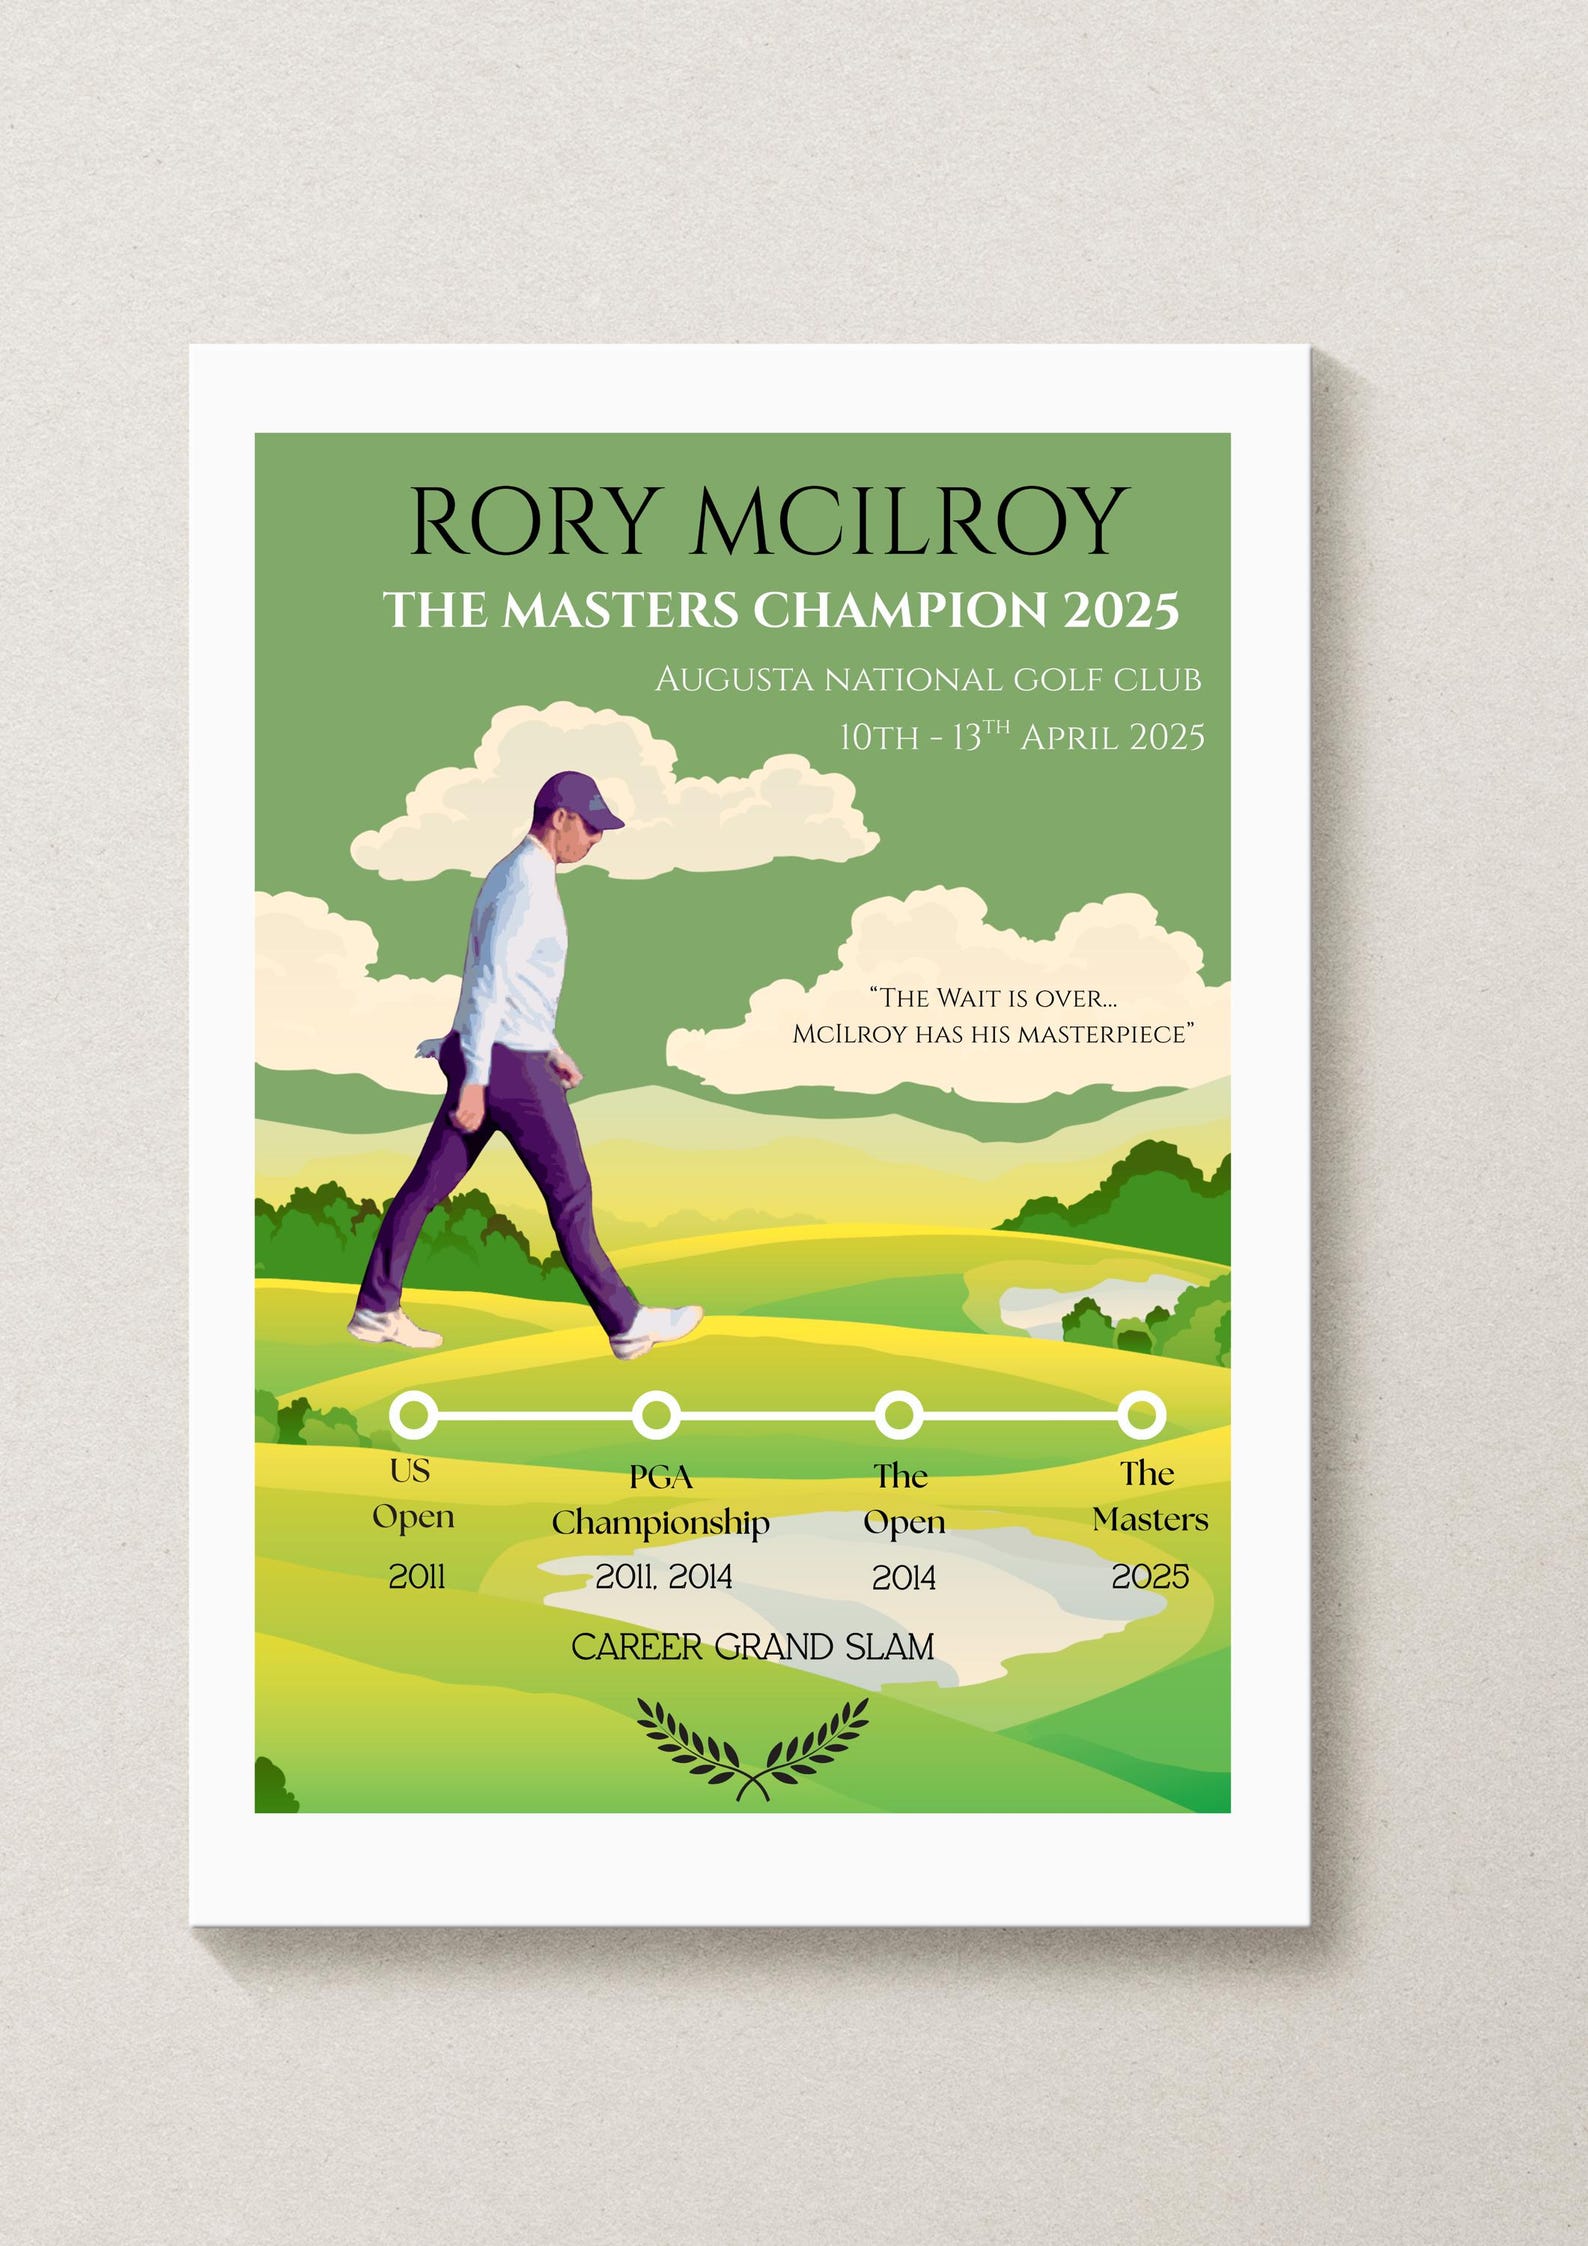 RORY MCILROY
THE MASTERS CHAMPION 2025
AUGUSTA NATIONAL GOLF CLUB
10TH - 13TH APRIL 2025
“THE WAIT IS OVER...
MCILROY HAS HIS MASTERPIECE”
US
Open
2011
PGA
Championship
2011, 2014
The
Open
2014
The
Masters
2025
CAREER GRAND SLAM